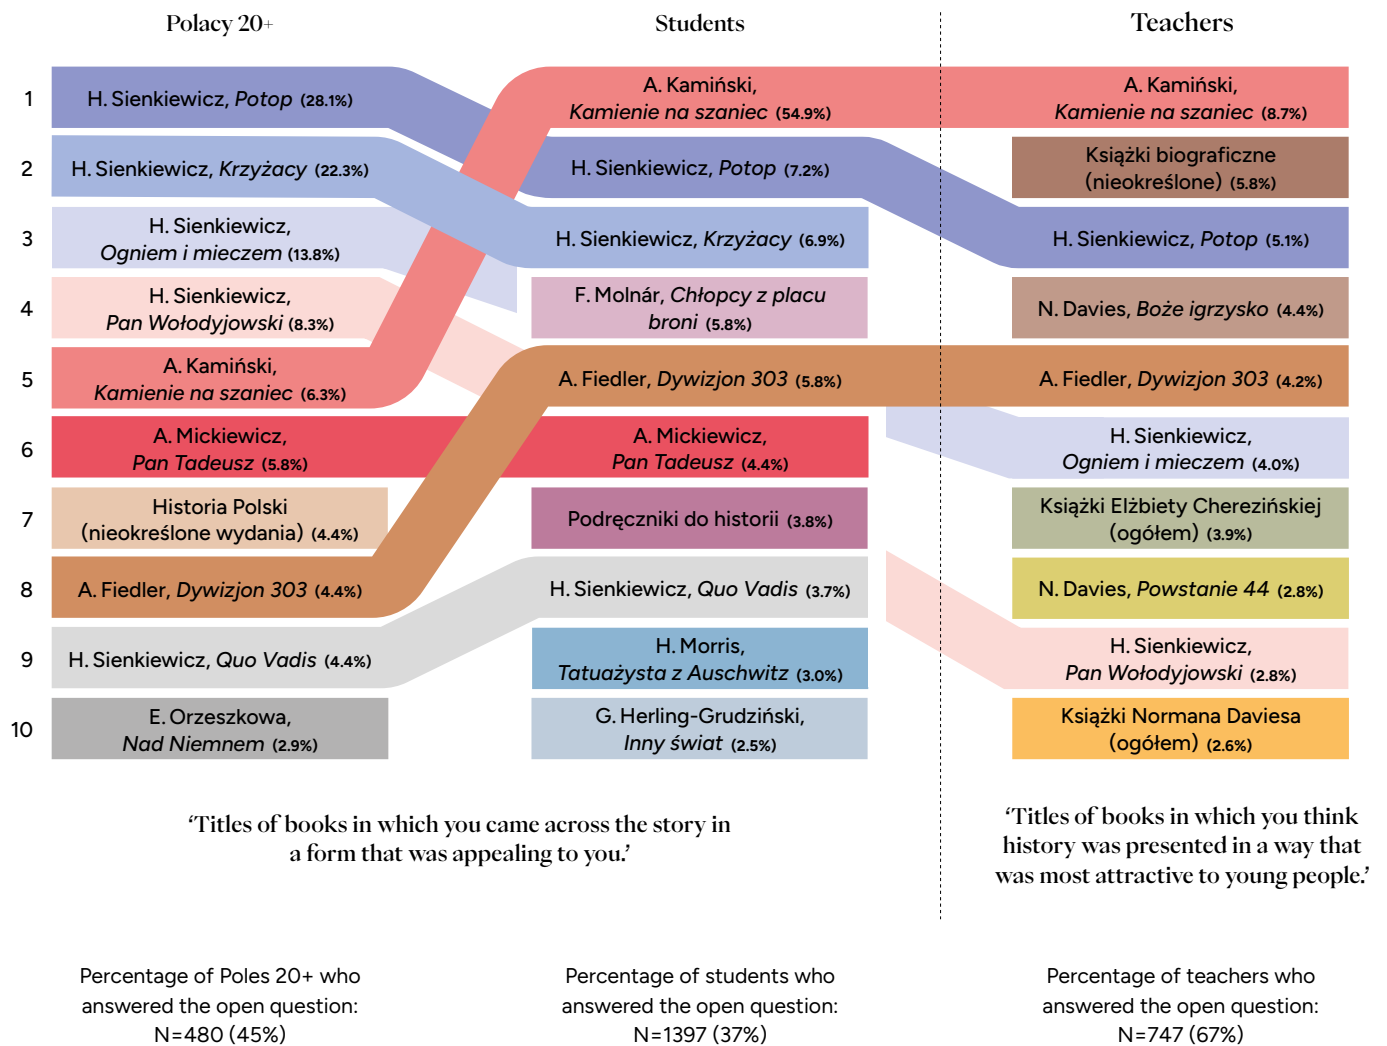 Polacy 20+
Students
Teachers
1
H. Sienkiewicz, Potop (28.1%)
A. Kamiński,
Kamienie na szaniec (54.9%)
A. Kamiński,
Kamienie na szaniec (8.7%)
2
H. Sienkiewicz, Krzyżacy (22.3%)
H. Sienkiewicz, Potop (7.2%)
Książki biograficzne
(nieokreślone) (5.8%)
3
H. Sienkiewicz,
Ogniem i mieczem (13.8%)
H. Sienkiewicz, Krzyżacy (6.9%)
H. Sienkiewicz, Potop (5.1%)
4
H. Sienkiewicz,
Pan Wołodyjowski (8.3%)
F. Molnár, Chłopcy z placu
broni (5.8%)
N. Davies, Boże igrzysko (4.4%)
5
A. Kamiński,
Kamienie na szaniec (6.3%)
A. Fiedler, Dywizjon 303 (5.8%)
A. Fiedler, Dywizjon 303 (4.2%)
6
A. Mickiewicz,
Pan Tadeusz (5.8%)
A. Mickiewicz,
Pan Tadeusz (4.4%)
H. Sienkiewicz,
Ogniem i mieczem (4.0%)
7
Historia Polski
(nieokreślone wydania) (4.4%)
Podręczniki do historii (3.8%)
Książki Elżbiety Cherezińskiej
(ogółem) (3.9%)
8
A. Fiedler, Dywizjon 303 (4.4%)
H. Sienkiewicz, Quo Vadis (3.7%)
N. Davies, Powstanie 44 (2.8%)
9
H. Sienkiewicz, Quo Vadis (4.4%)
H. Morris,
Tatuażysta z Auschwitz (3.0%)
H. Sienkiewicz,
Pan Wołodyjowski (2.8%)
10
E. Orzeszkowa,
Nad Niemnem (2.9%)
G. Herling-Grudziński,
Inny świat (2.5%)
Książki Normana Daviesa
(ogółem) (2.6%)
‘Titles of books in which you came across the story in
a form that was appealing to you.’
‘Titles of books in which you think
history was presented in a way that
was most attractive to young people.’
Percentage of Poles 20+ who
answered the open question:
N=480 (45%)
Percentage of students who
answered the open question:
N=1397 (37%)
Percentage of teachers who
answered the open question:
N=747 (67%)